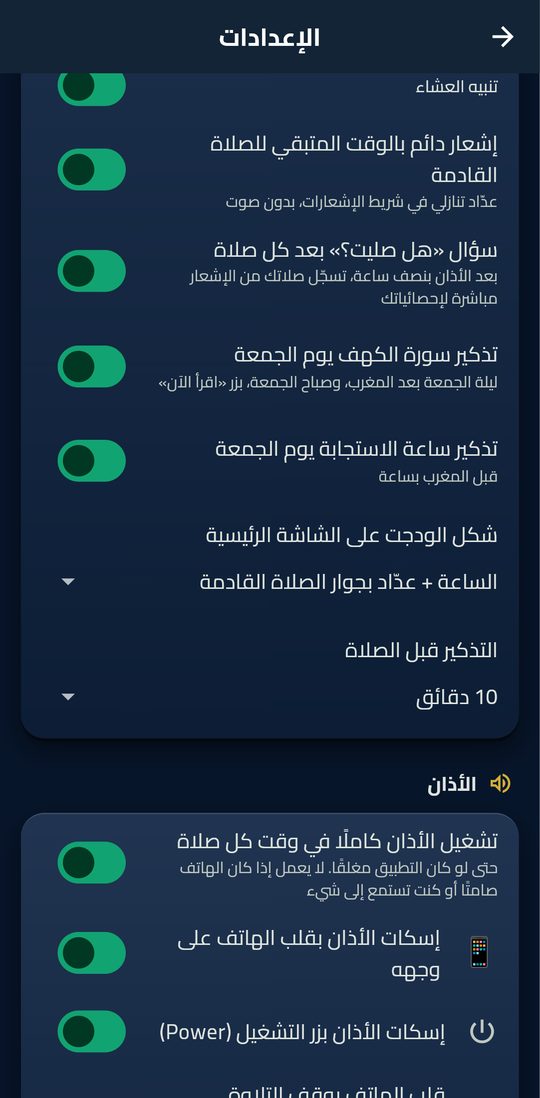 الإعدادات
تنبيه العشاء
إشعار دائم بالوقت المتبقي للصلاة
القادمة
عدّاد تنازلي في شريط الإشعارات، بدون صوت
سؤال «هل صليت؟» بعد كل صلاة
بعد الأذان بنصف ساعة، تسجّل صلاتك من الإشعار
مباشرة لإحصائياتك
تذكير سورة الكهف يوم الجمعة
ليلة الجمعة بعد المغرب، وصباح الجمعة، بزر «اقرأ الآن»
تذكير ساعة الاستجابة يوم الجمعة
قبل المغرب بساعة
شكل الودجت على الشاشة الرئيسية
الساعة + عدّاد بجوار الصلاة القادمة
التذكير قبل الصلاة
10 دقائق
الأذان
تشغيل الأذان كاملًا في وقت كل صلاة
حتى لو كان التطبيق مغلقًا. لا يعمل إذا كان الهاتف
صامتًا أو كنت تستمع إلى شيء
إسكات الأذان بقلب الهاتف على
وجهه
إسكات الأذان بزر التشغيل (Power)
قلب الهاتف يوقف التلاوة